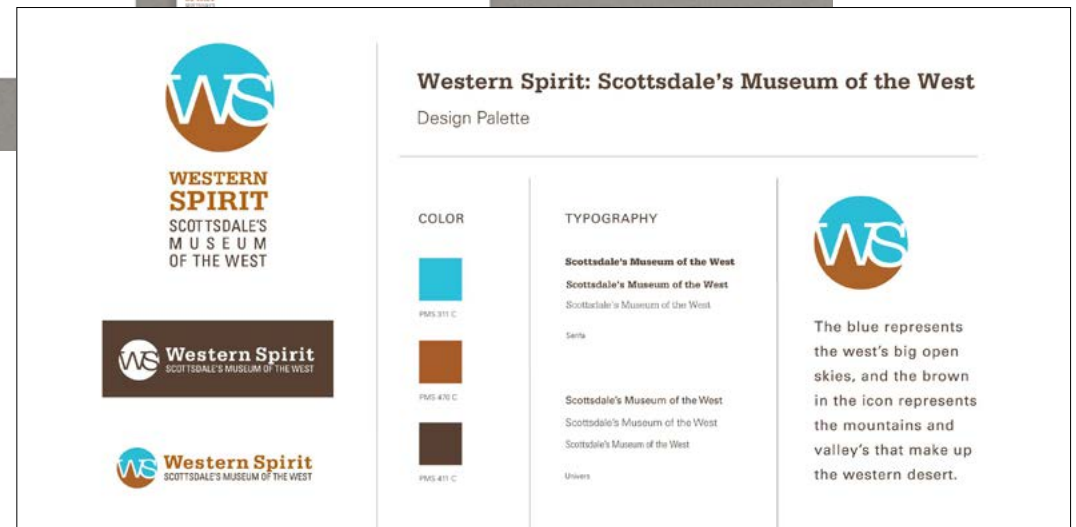 WS
WESTERN
SPIRIT
SCOTTSDALE'S
MUSEUM
OF THE WEST
WS Western Spirit
SCOTTSDALE'S MUSEUM OF THE WEST
WS Western Spirit
SCOTTSDALE'S MUSEUM OF THE WEST
Western Spirit: Scottsdale's Museum of the West
Design Palette
COLOR
PMS 311 C
PMS 470 C
PMS 411 C
TYPOGRAPHY
Scottsdale's Museum of the West
Scottsdale's Museum of the West
Scottsdale's Museum of the West
Serifa
Scottsdale's Museum of the West
Scottsdale's Museum of the West
Scottsdale's Museum of the West
Univers
WS
The blue represents
the west's big open
skies, and the brown
in the icon represents
the mountains and
valley's that make up
the western desert.